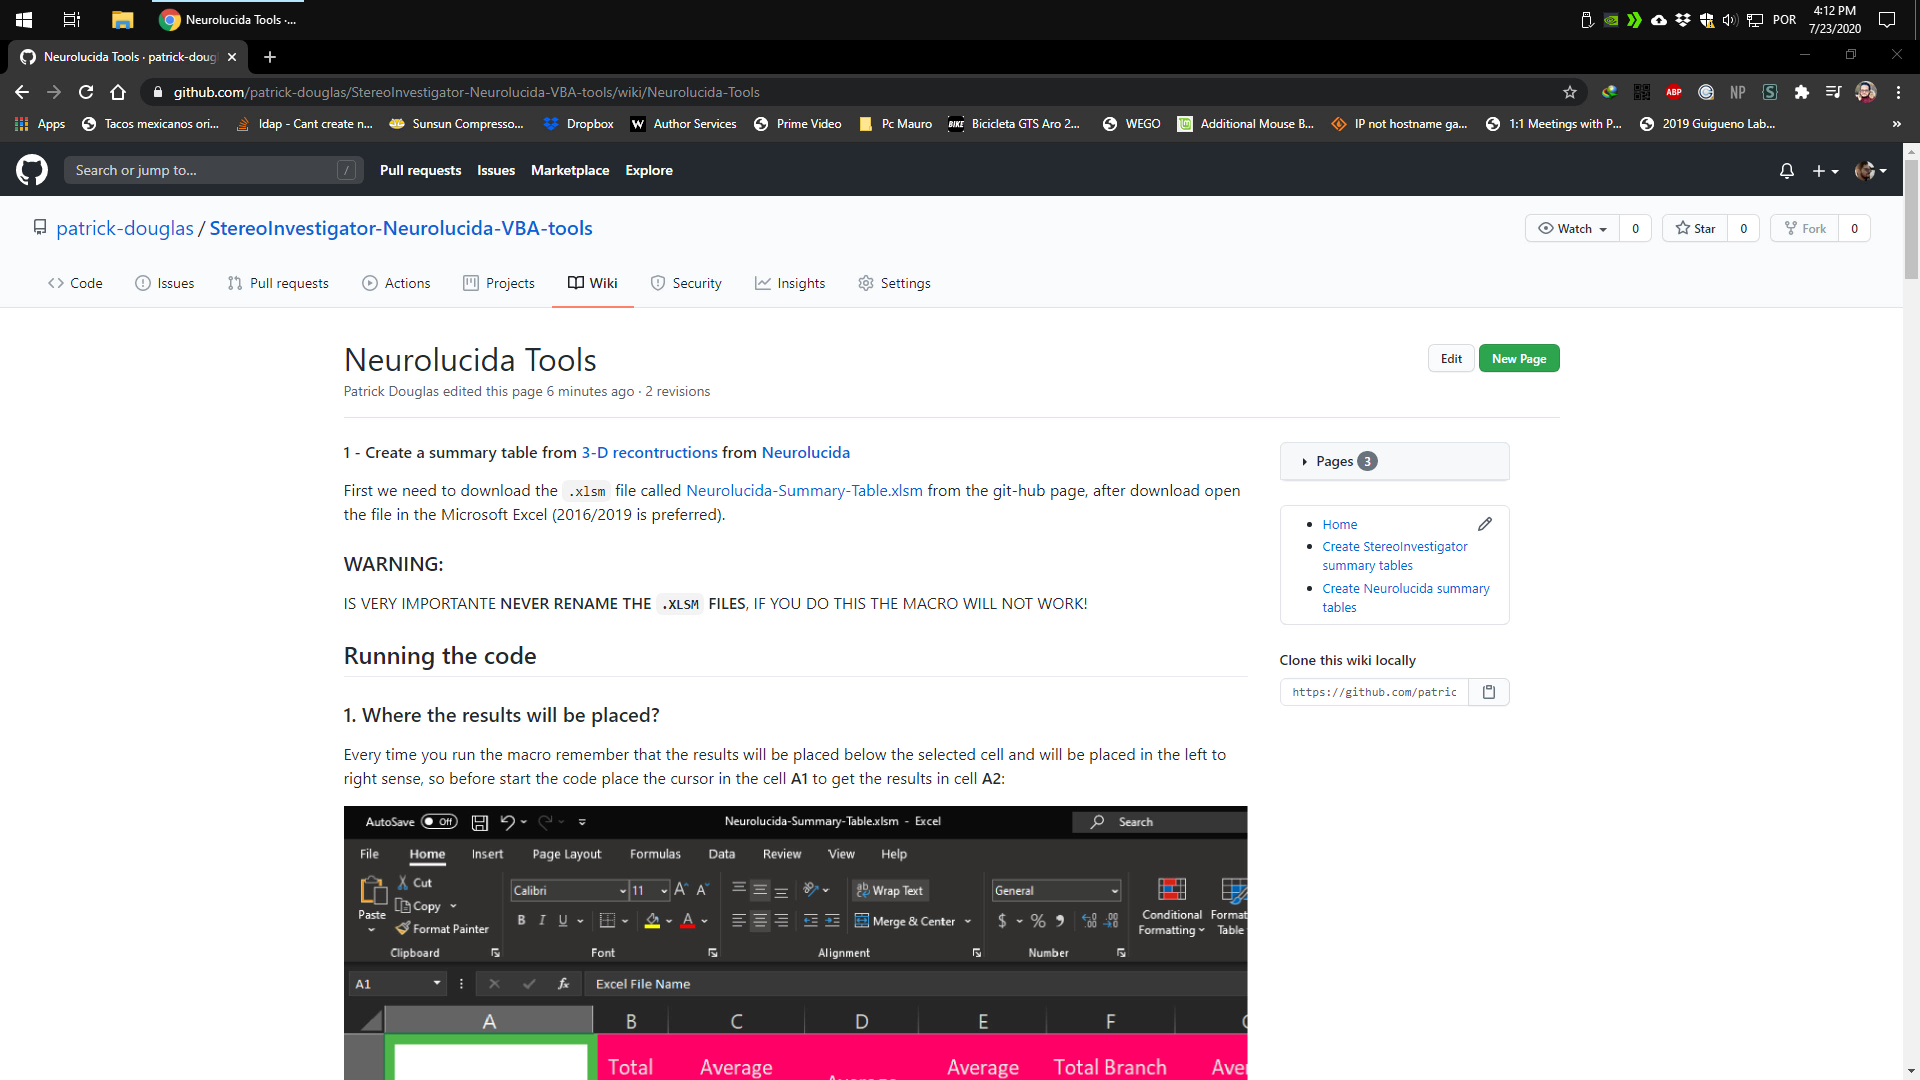 Neurolucida Tools ·...
POR
4:12 PM
7/23/2020
Neurolucida Tools · patrick-doug
github.com/patrick-douglas/StereoInvestigator-Neurolucida-VBA-tools/wiki/Neurolucida-Tools
ABP
NP
Apps
Tacos mexicanos ori...
ldap - Cant create n...
Sunsun Compresso...
Dropbox
Author Services
Prime Video
Pc Mauro
BIKE
Bicicleta GTS Aro 2...
WEGO
Additional Mouse B...
IP not hostname ga...
1:1 Meetings with P...
2019 Guigueno Lab...
»
Search or jump to...
/
Pull requests
Issues
Marketplace
Explore
patrick-douglas / StereoInvestigator-Neurolucida-VBA-tools
Watch
0
Star
0
Fork
0
Code
Issues
Pull requests
Actions
Projects
Wiki
Security
Insights
Settings
Neurolucida Tools
Edit
New Page
Patrick Douglas edited this page 6 minutes ago · 2 revisions
1 - Create a summary table from 3-D recontructions from Neurolucida
First we need to download the .xlsm file called Neurolucida-Summary-Table.xlsm from the git-hub page, after download open
the file in the Microsoft Excel (2016/2019 is preferred).
WARNING:
IS VERY IMPORTANTE NEVER RENAME THE .XLSM FILES, IF YOU DO THIS THE MACRO WILL NOT WORK!
Running the code
1. Where the results will be placed?
Every time you run the macro remember that the results will be placed below the selected cell and will be placed in the left to
right sense, so before start the code place the cursor in the cell A1 to get the results in cell A2:
Pages 3
Home
Create StereoInvestigator
summary tables
Create Neurolucida summary
tables
Clone this wiki locally
https://github.com/patric
AutoSave
Off
Neurolucida-Summary-Table.xlsm - Excel
Search
File
Home
Insert
Page Layout
Formulas
Data
Review
View
Help
Paste
Cut
Copy
Format Painter
Clipboard
Calibri
11
B I U
Font
Wrap Text
Merge & Center
Alignment
General
$ % 
Number
Conditional
Formatting
Format
Table
A1
fx
Excel File Name
A
B
C
D
E
F
Total
Average
Average
Average
Total Branch
Aver